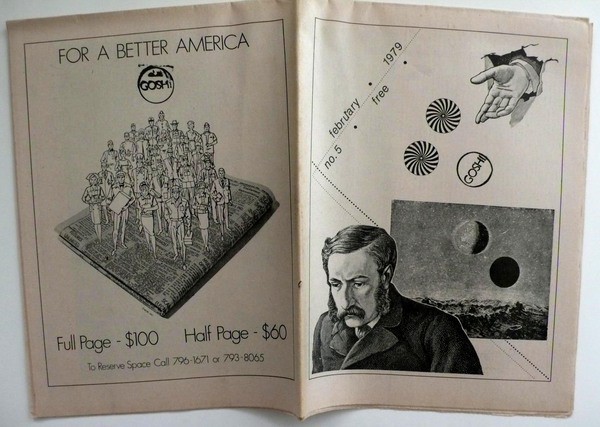 FOR A BETTER AMERICA
GOSH!
Full Page - $100 Half Page - $60
To Reserve Space Call 796-1671 or 793-8065
no. 5 • february • 1979
free •
GOSH!